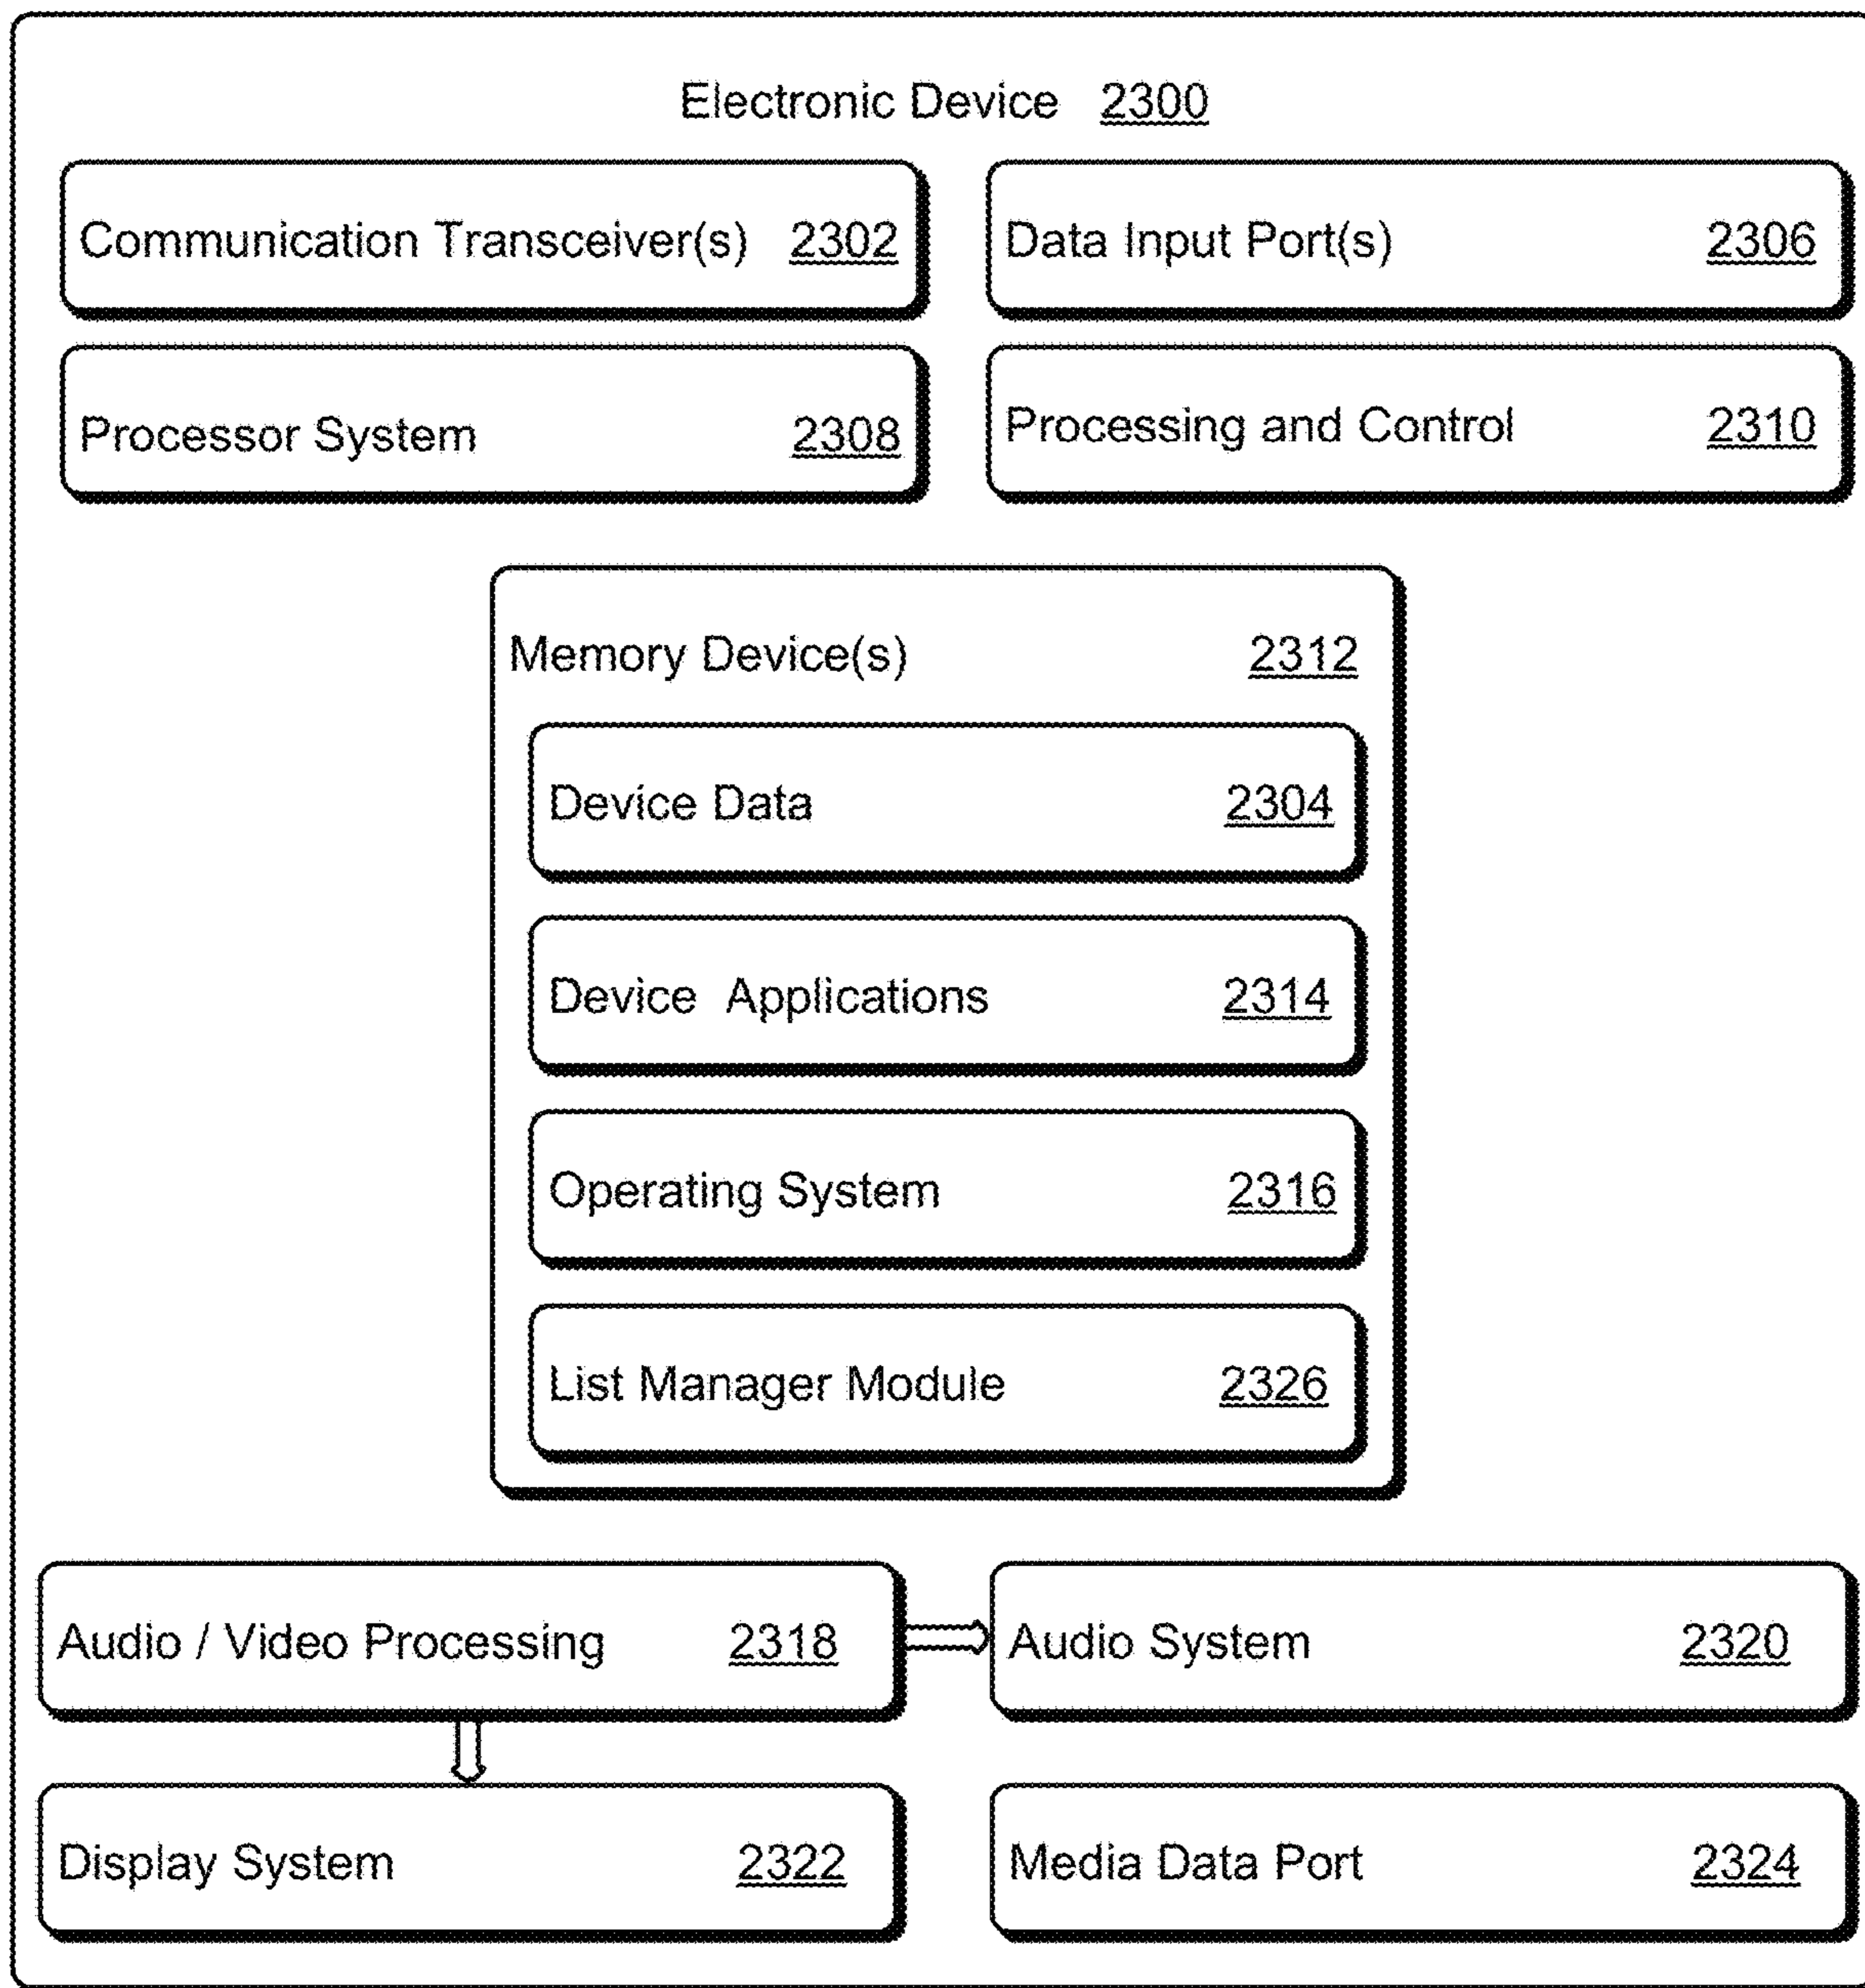 Electronic Device 2300
Communication Transceiver(s) 2302
Data Input Port(s) 2306
Processor System 2308
Processing and Control 2310
Memory Device(s) 2312
Device Data 2304
Device Applications 2314
Operating System 2316
List Manager Module 2326
Audio / Video Processing 2318
Audio System 2320
Display System 2322
Media Data Port 2324